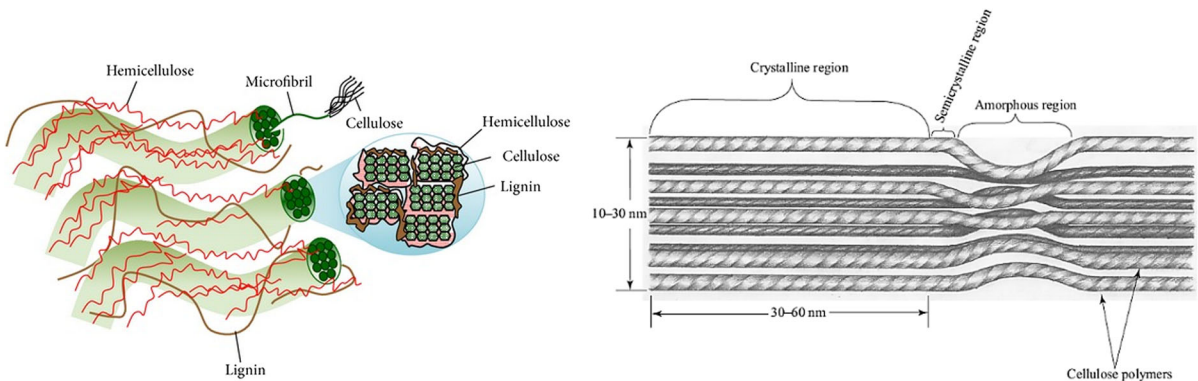 Hemicellulose
Microfibril
Cellulose
Hemicellulose
Cellulose
Lignin
Lignin
Crystalline region
Semicrystalline region
Amorphous region
10–30 nm
30–60 nm
Cellulose polymers